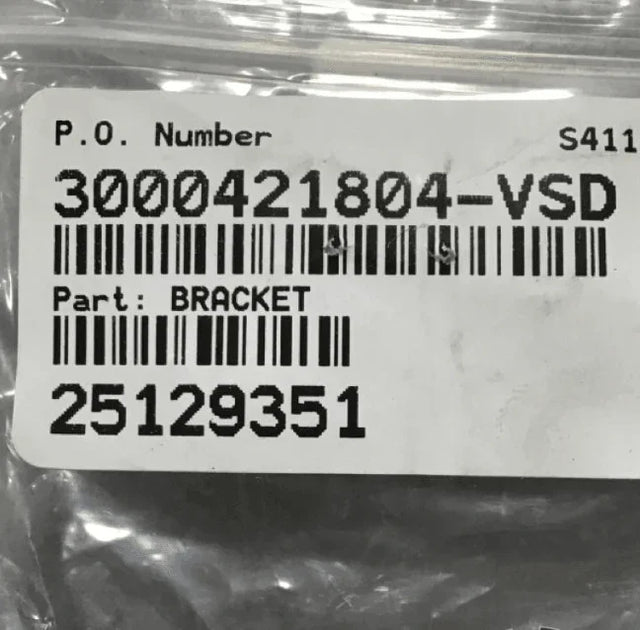 P.O. Number S411
3000421804-VSD
Part: BRACKET
25129351